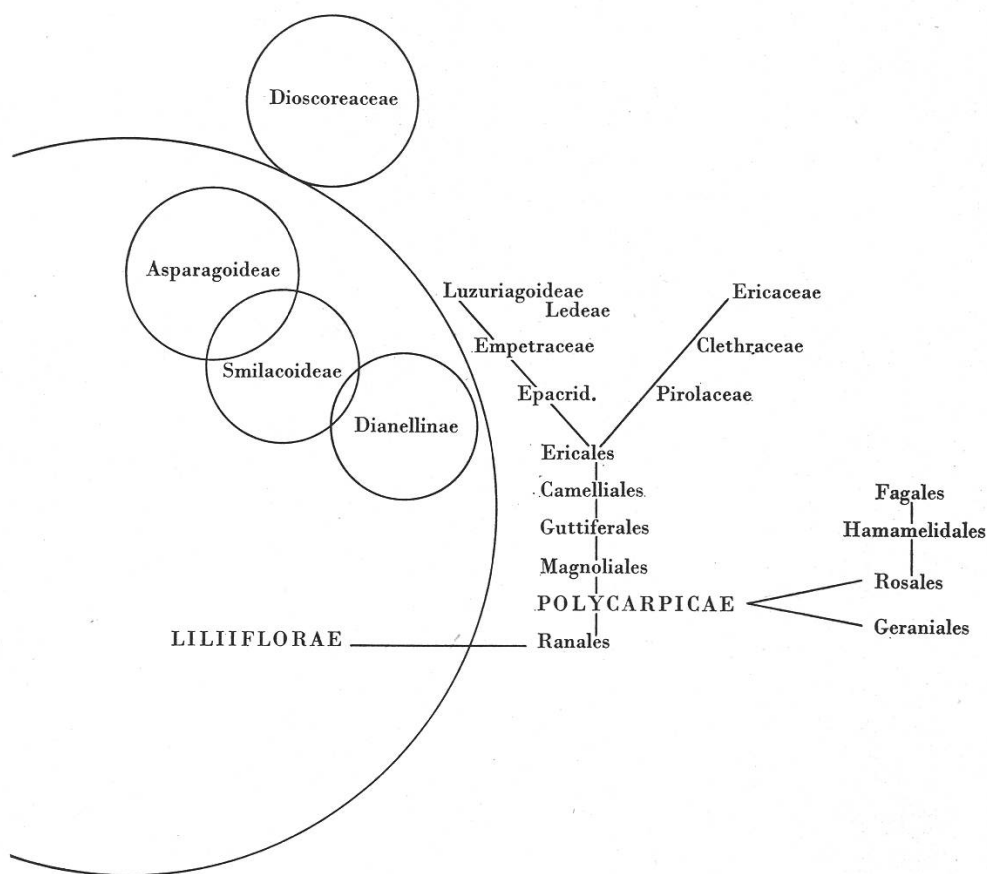 Dioscoreaceae
Asparagoideae
Smilacoideae
Dianellinae
LILIIFLORAE
Luzuriagoideae
Ledeae
Empetraceae
Epacrid.
Ericaceae
Clethraceae
Pirolaceae
Ericales
Camelliales
Guttiferales
Magnoliales
POLYCARPICAE
Ranales
Fagales
Hamamelidales
Rosales
Geraniales